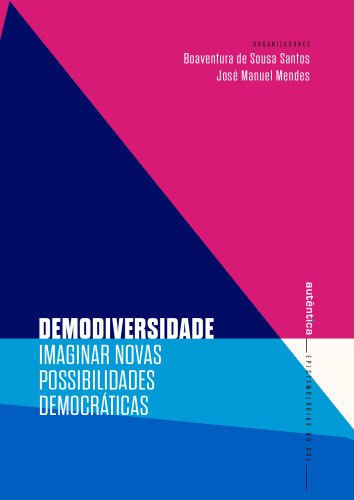 ORGANIZADORES
Boaventura de Sousa Santos
José Manuel Mendes
DEMODIVERSIDADE
IMAGINAR NOVAS
POSSIBILIDADES
DEMOCRÁTICAS
autêntica
EPISTEMOLOGIAS DO SUL